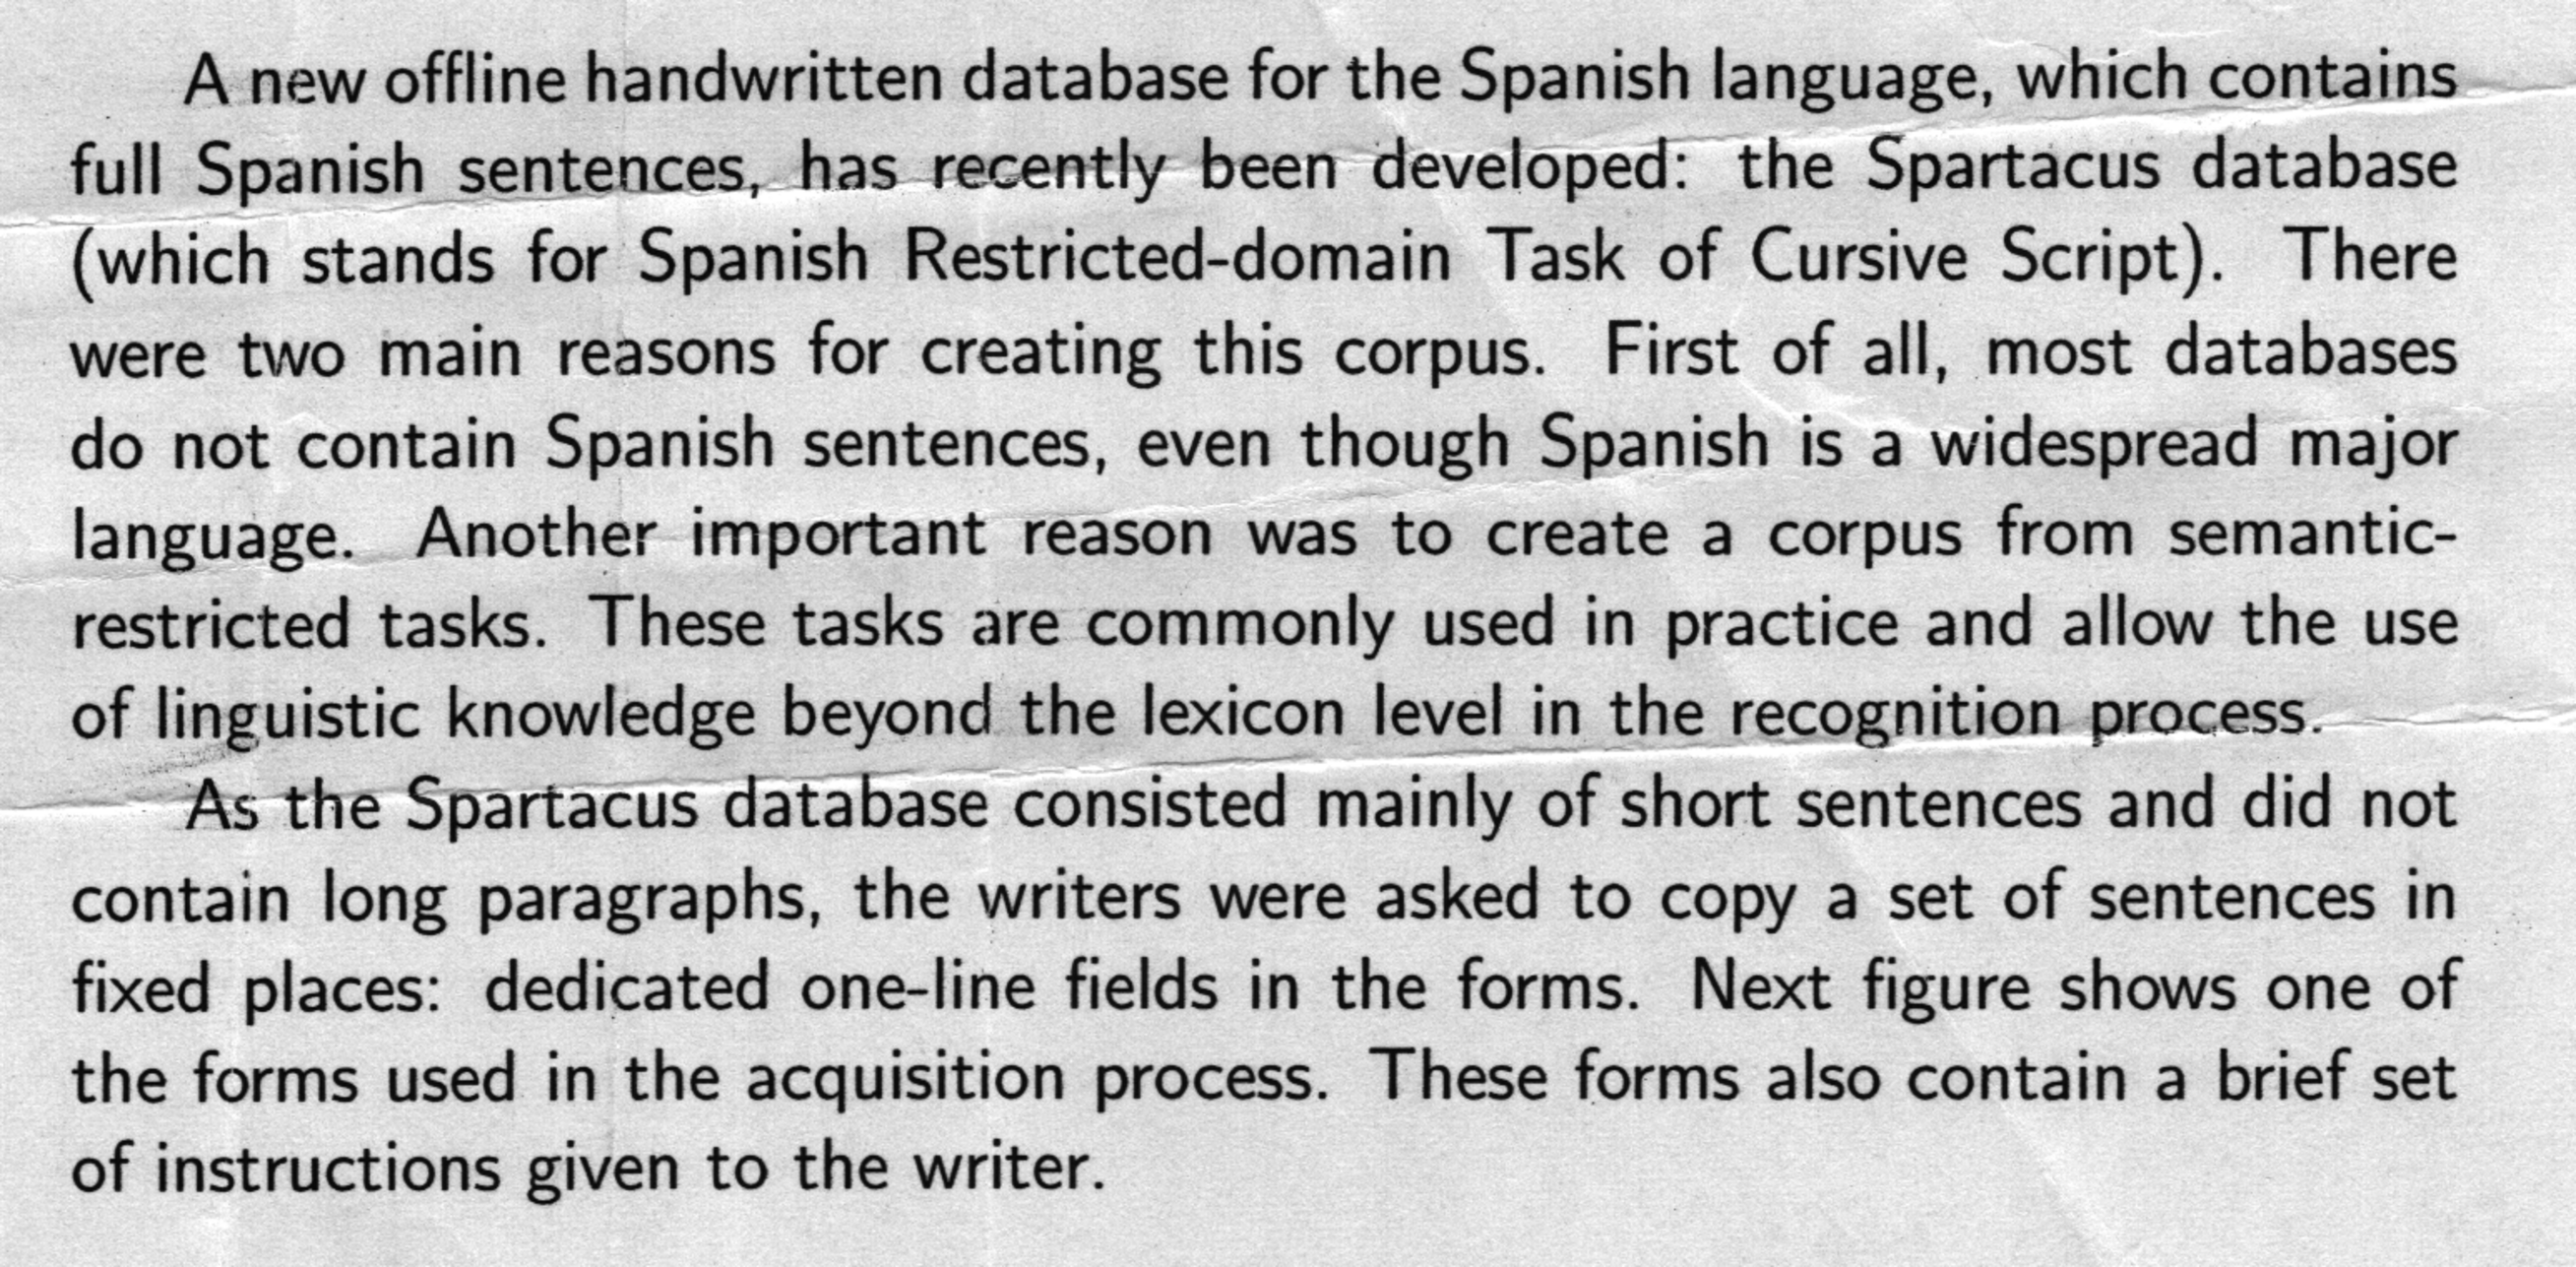 A new offline handwritten database for the Spanish language, which contains
full Spanish sentences, has recently been developed: the Spartacus database
(which stands for Spanish Restricted-domain Task of Cursive Script). There
were two main reasons for creating this corpus. First of all, most databases
do not contain Spanish sentences, even though Spanish is a widespread major
language. Another important reason was to create a corpus from semantic-
restricted tasks. These tasks are commonly used in practice and allow the use
of linguistic knowledge beyond the lexicon level in the recognition process.
As the Spartacus database consisted mainly of short sentences and did not
contain long paragraphs, the writers were asked to copy a set of sentences in
fixed places: dedicated one-line fields in the forms. Next figure shows one of
the forms used in the acquisition process. These forms also contain a brief set
of instructions given to the writer.